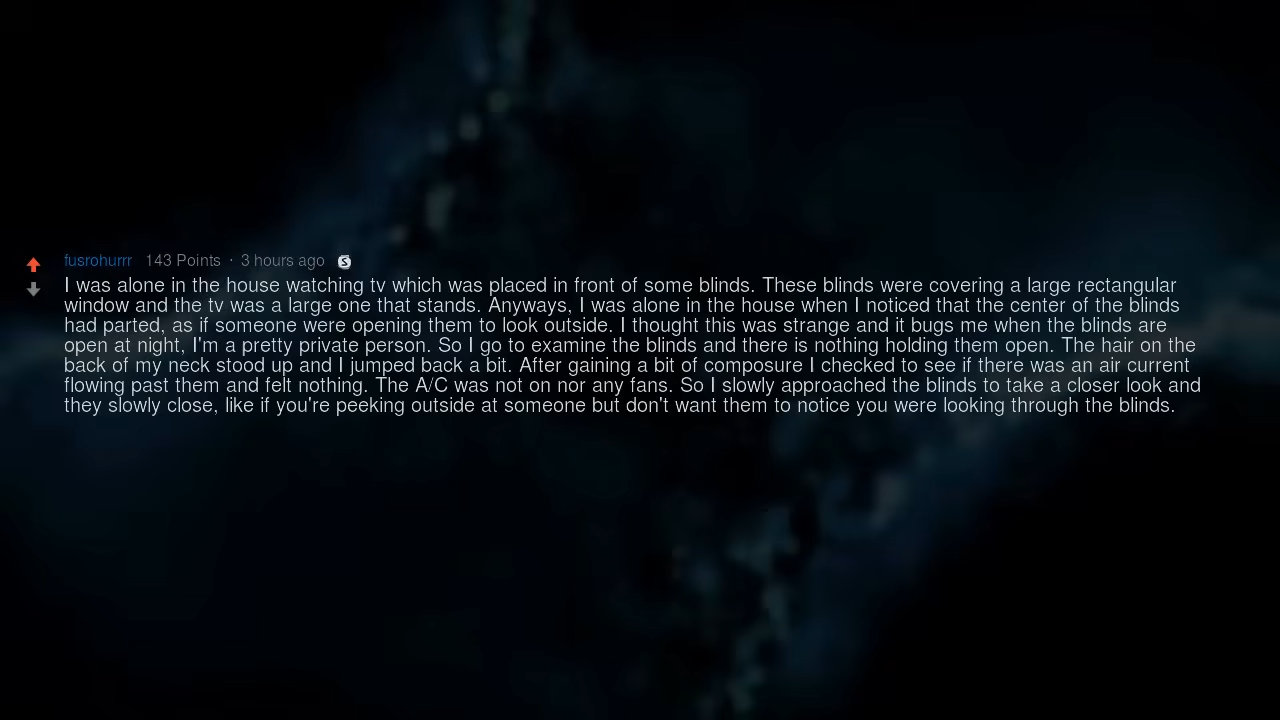 fusrohurrr 143 Points · 3 hours ago
I was alone in the house watching tv which was placed in front of some blinds. These blinds were covering a large rectangular
window and the tv was a large one that stands. Anyways, I was alone in the house when I noticed that the center of the blinds
had parted, as if someone were opening them to look outside. I thought this was strange and it bugs me when the blinds are
open at night, I'm a pretty private person. So I go to examine the blinds and there is nothing holding them open. The hair on the
back of my neck stood up and I jumped back a bit. After gaining a bit of composure I checked to see if there was an air current
flowing past them and felt nothing. The A/C was not on nor any fans. So I slowly approached the blinds to take a closer look and
they slowly close, like if you're peeking outside at someone but don't want them to notice you were looking through the blinds.